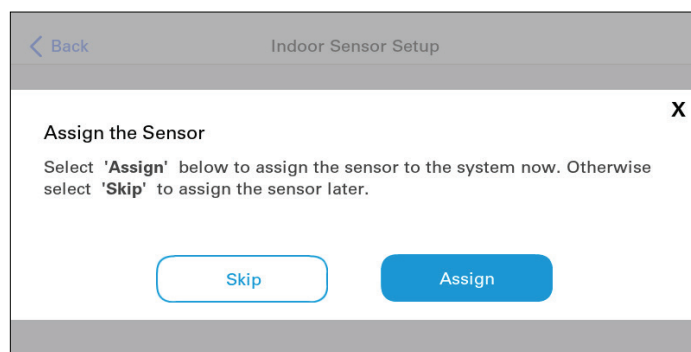 Back
Indoor Sensor Setup
X
Assign the Sensor
Select 'Assign' below to assign the sensor to the system now. Otherwise
select 'Skip' to assign the sensor later.
Skip
Assign